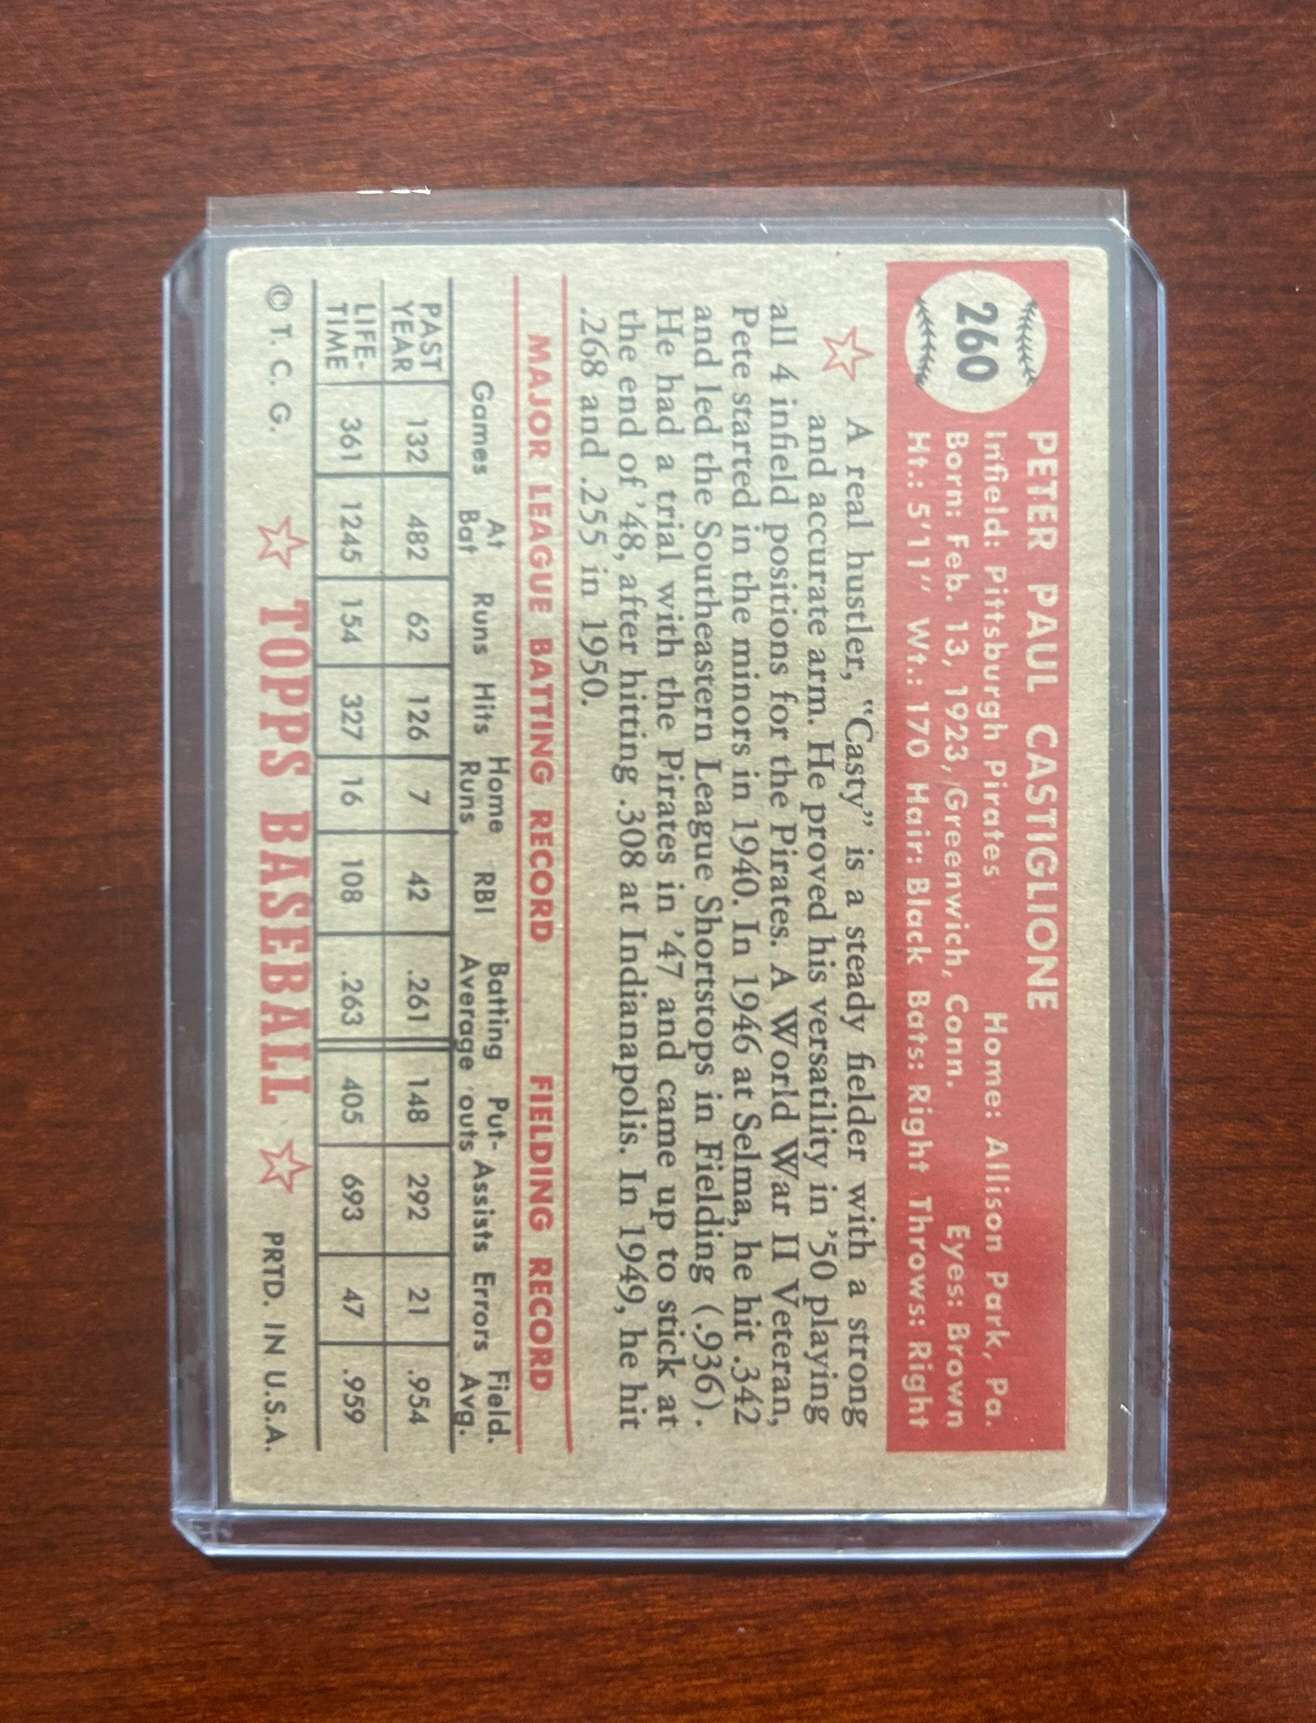 260
PETER PAUL CASTIGLIONE
Infield: Pittsburgh Pirates Home: Allison Park, Pa.
Born: Feb. 13, 1923, Greenwich, Conn. Eyes: Brown
Ht.: 5'11" Wt.: 170 Hair: Black Bats: Right Throws: Right
A real hustler, "Casty" is a steady fielder with a strong
and accurate arm. He proved his versatility in '50 playing
all 4 infield positions for the Pirates. A World War II Veteran,
Pete started in the minors in 1940. In 1946 at Selma, he hit .342
and led the Southeastern League Shortstops in Fielding (.936).
He had a trial with the Pirates in '47 and came up to stick at
the end of '48, after hitting .308 at Indianapolis. In 1949, he hit
.268 and .255 in 1950.
MAJOR LEAGUE BATTING RECORD FIELDING RECORD
Games At Bat Runs Hits Home Runs RBI Batting Average Put-outs Assists Errors Field. Avg.
PAST YEAR 132 482 62 126 7 42 .261 148 292 21 .954
LIFE-TIME 361 1245 154 327 16 108 .263 405 693 47 .959
© T. C. G. TOPPS BASEBALL PRTD. IN U.S.A.